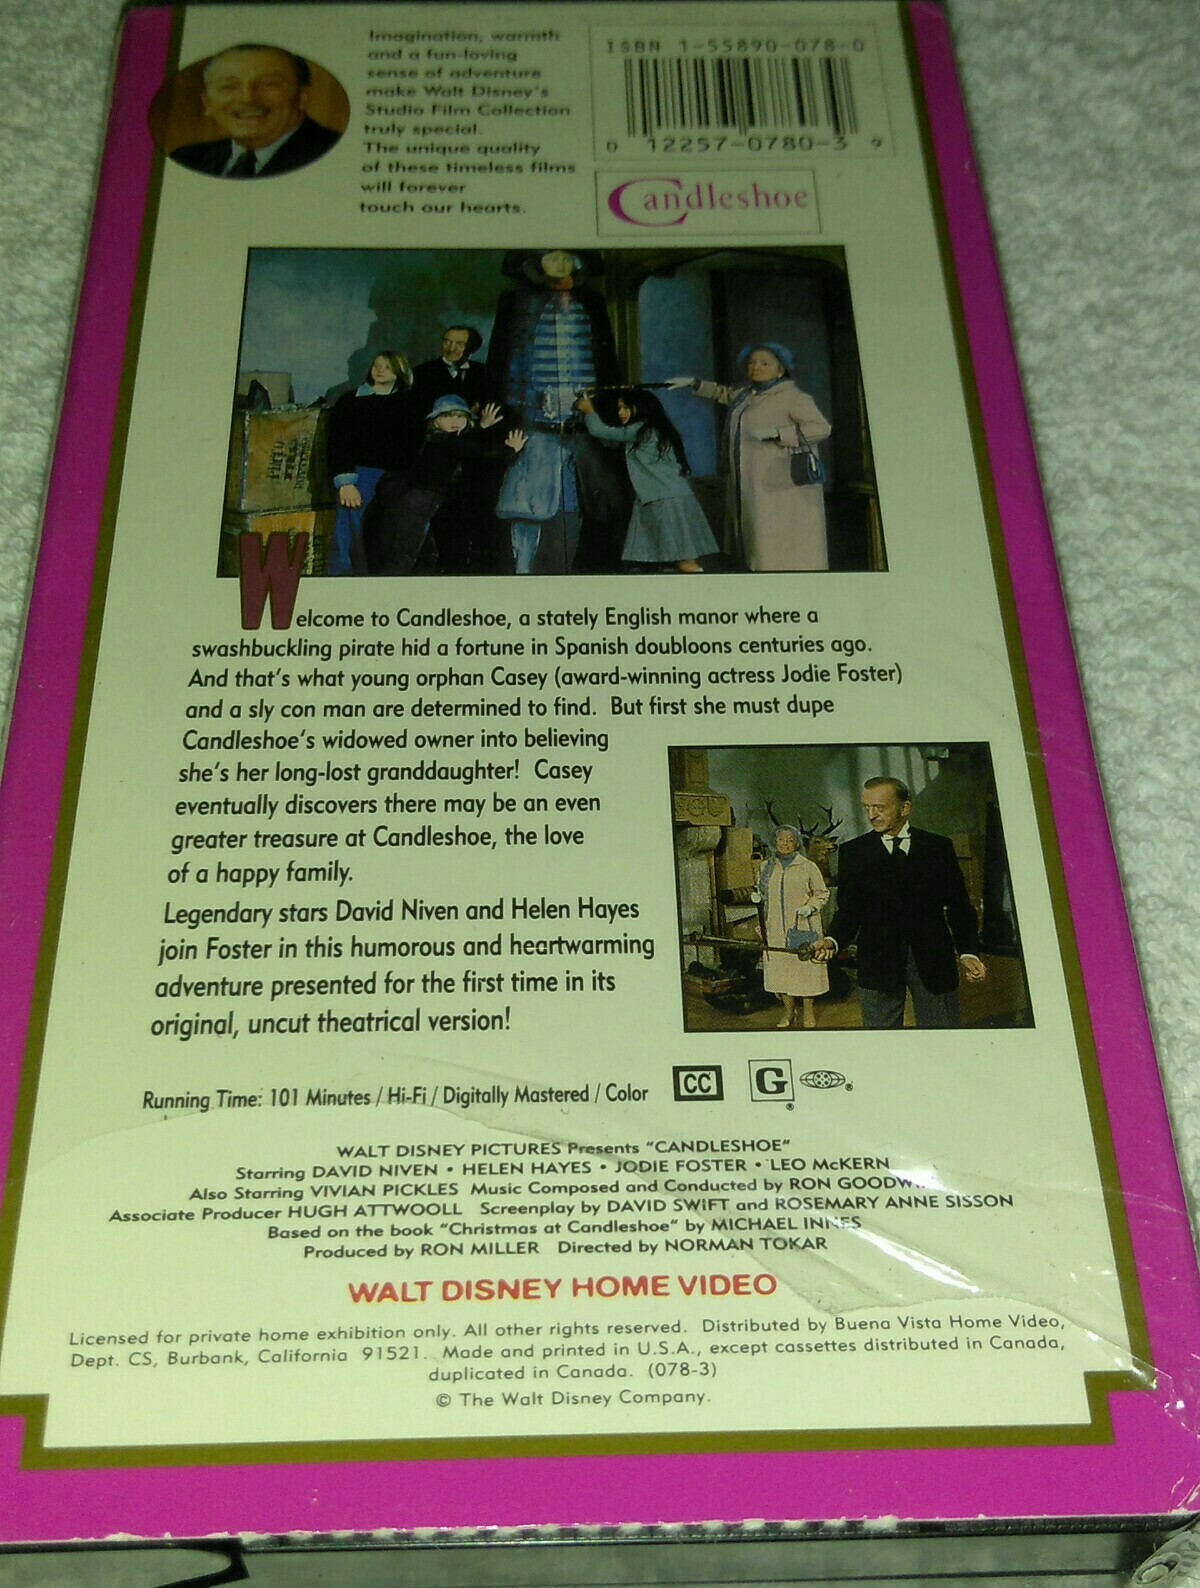 Imagination, warmth
and a fun-loving
sense of adventure
make Walt Disney's
Studio Film Collection
truly special.
The unique quality
of these timeless films
will forever
touch our hearts.
ISBN 1-55890-078-0
0 12257-0780-3 9
Candleshoe
Welcome to Candleshoe, a stately English manor where a
swashbuckling pirate hid a fortune in Spanish doubloons centuries ago.
And that's what young orphan Casey (award-winning actress Jodie Foster)
and a sly con man are determined to find. But first she must dupe
Candleshoe's widowed owner into believing
she's her long-lost granddaughter! Casey
eventually discovers there may be an even
greater treasure at Candleshoe, the love
of a happy family.
Legendary stars David Niven and Helen Hayes
join Foster in this humorous and heartwarming
adventure presented for the first time in its
original, uncut theatrical version!
Running Time: 101 Minutes / Hi-Fi / Digitally Mastered / Color
CC G ®
®
WALT DISNEY PICTURES Presents "CANDLESHOE"
Starring DAVID NIVEN • HELEN HAYES • JODIE FOSTER • LEO McKERN
Also Starring VIVIAN PICKLES Music Composed and Conducted by RON
Associate Producer HUGH ATTWOOLL Screenplay by DAVID SWIFT and ROSEMARY ANNE SISSON
Based on the book "Christmas at Candleshoe" by MICHAEL INNES
Produced by RON MILLER Directed by NORMAN TOKAR
WALT DISNEY HOME VIDEO
Licensed for private home exhibition only. All other rights reserved. Distributed by Buena Vista Home Video,
Dept. CS, Burbank, California 91521. Made and printed in U.S.A., except cassettes distributed in Canada,
duplicated in Canada. (078-3)
© The Walt Disney Company.